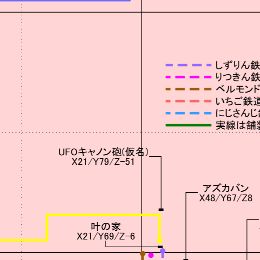 しずりん鉄
りつきん鉄
ベルモンド
いちご鉄道
にじさんじ
実線は舗装
UFOキャノン砲(仮名)
X21/Y79/Z-51
アズカバン
X48/Y67/Z8
叶の家
X21/Y69/Z-6